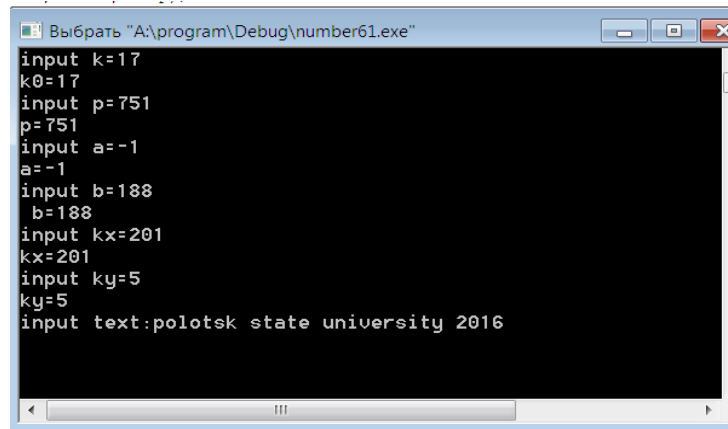 Выбрать "A:\program\Debug\number61.exe"
input k=17
k0=17
input p=751
p=751
input a=-1
a=-1
input b=188
b=188
input kx=201
kx=201
input ky=5
ky=5
input text:polotsk state university 2016